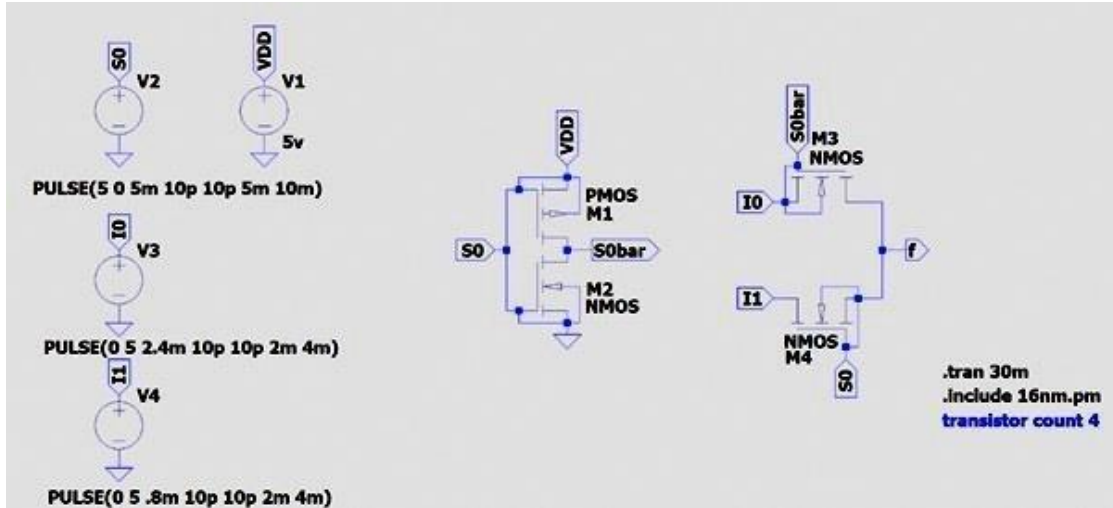 S0
V2
VDD
V1
5v
PULSE(5 0 5m 10p 10p 5m 10m)
I0
V3
PULSE(0 5 2.4m 10p 10p 2m 4m)
I1
V4
PULSE(0 5 .8m 10p 10p 2m 4m)
VDD
PMOS
M1
S0
S0bar
M2
NMOS
S0bar
M3
NMOS
I0
f
I1
NMOS
M4
S0
.tran 30m
.include 16nm.pm
transistor count 4